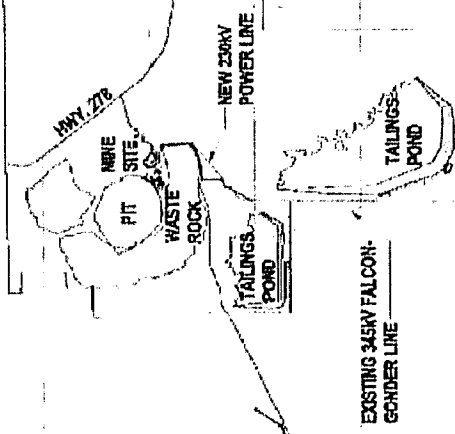 HWY. 278
NEW 230KV
POWER LINE
MINE
SITE
PIT
WASTE
ROCK
TAILINGS
POND
TAILINGS
POND
EXISTING 345KV FALCON-
GONDER LINE